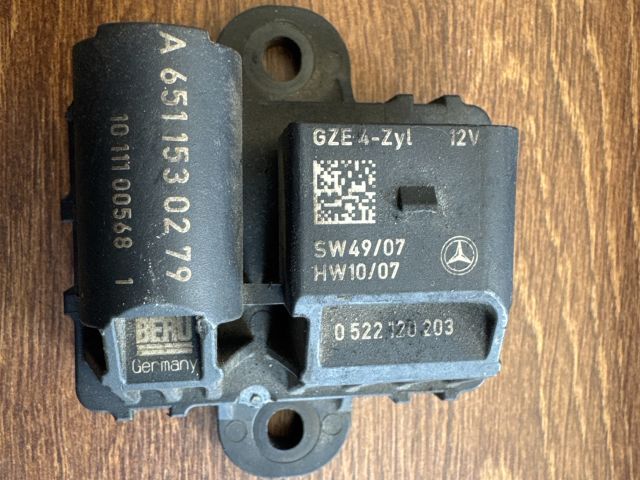 A 651 153 02 79
10 111 00568 1
BERU
Germany
GZE 4-Zyl 12V
SW49/07
HW10/07
0 522 120 203